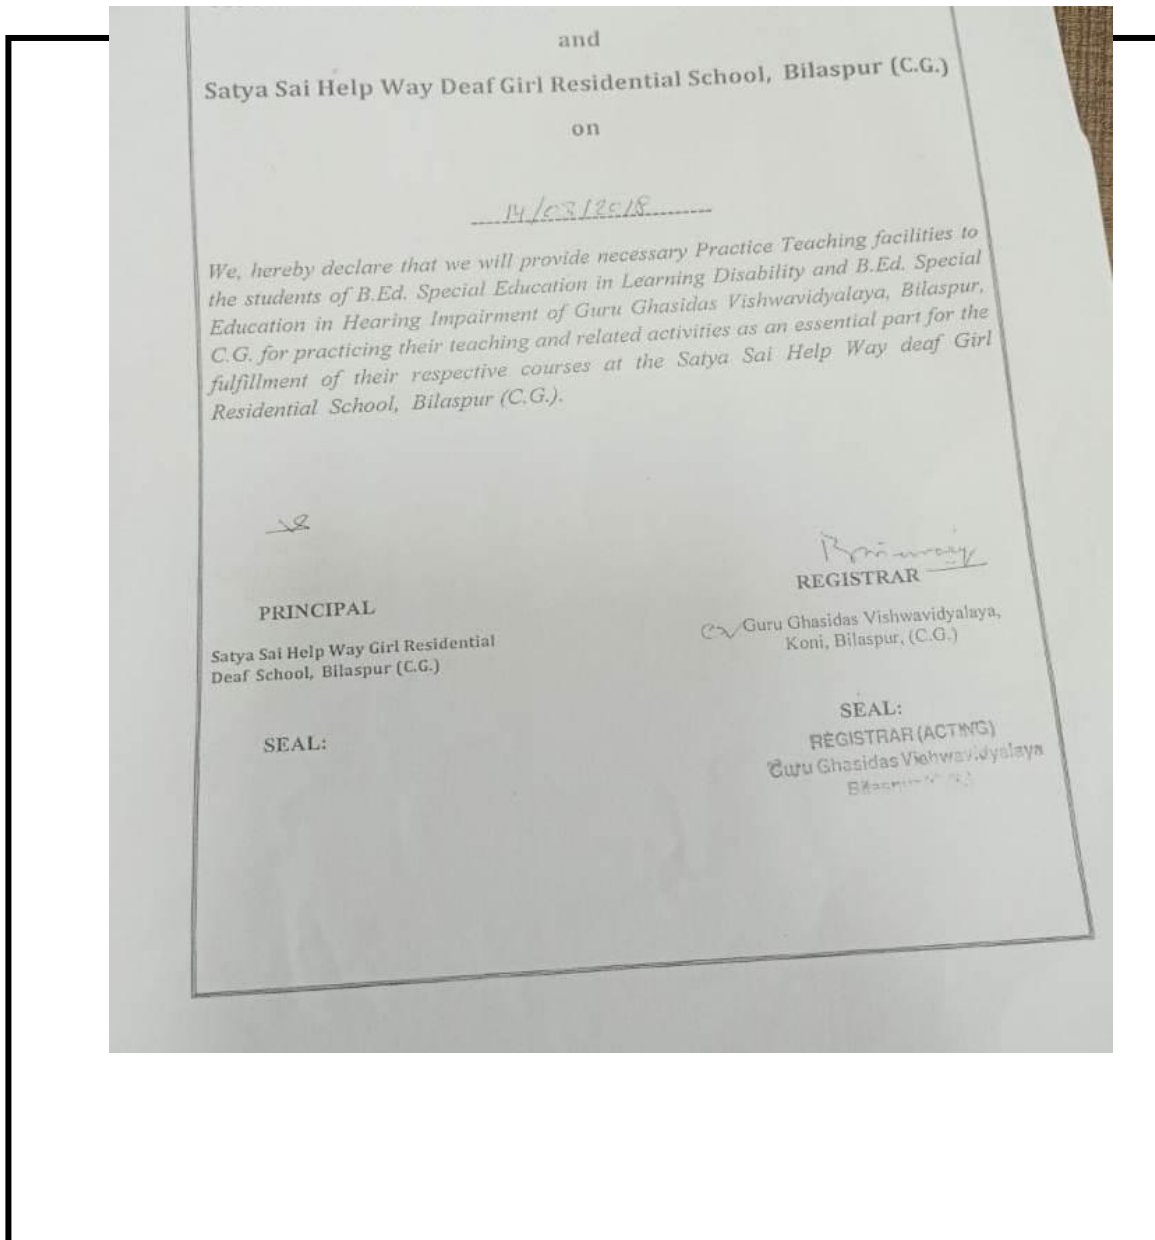 and
Satya Sai Help Way Deaf Girl Residential School, Bilaspur (C.G.)
on
14/03/2018
We, hereby declare that we will provide necessary Practice Teaching facilities to
the students of B.Ed. Special Education in Learning Disability and B.Ed. Special
Education in Hearing Impairment of Guru Ghasidas Vishwavidyalaya, Bilaspur,
C.G. for practicing their teaching and related activities as an essential part for the
fulfillment of their respective courses at the Satya Sai Help Way deaf Girl
Residential School, Bilaspur (C.G.).
PRINCIPAL
Satya Sai Help Way Girl Residential
Deaf School, Bilaspur (C.G.)
SEAL:
REGISTRAR
Guru Ghasidas Vishwavidyalaya,
Koni, Bilaspur, (C.G.)
SEAL:
REGISTRAR (ACTING)
Guru Ghasidas Vishwavidyalaya